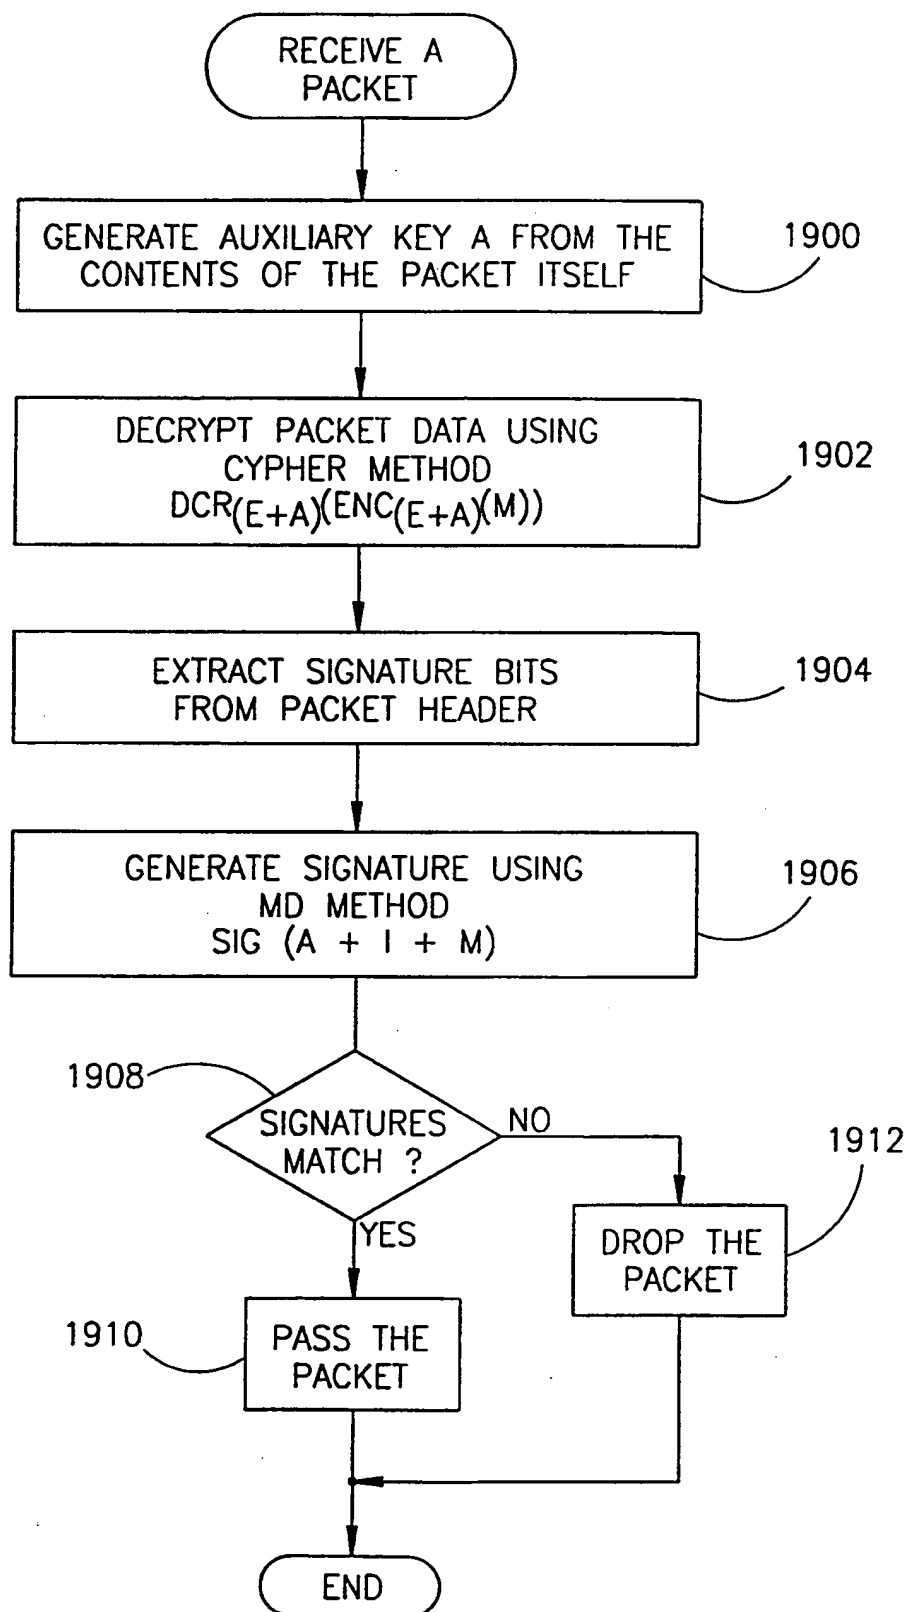 RECEIVE A
PACKET
GENERATE AUXILIARY KEY A FROM THE
CONTENTS OF THE PACKET ITSELF
1900
DECRYPT PACKET DATA USING
CYPHER METHOD
DCR(E+A)(ENC(E+A)(M))
1902
EXTRACT SIGNATURE BITS
FROM PACKET HEADER
1904
GENERATE SIGNATURE USING
MD METHOD
SIG (A + I + M)
1906
1908
SIGNATURES
MATCH ?
NO
YES
1912
DROP THE
PACKET
1910
PASS THE
PACKET
END